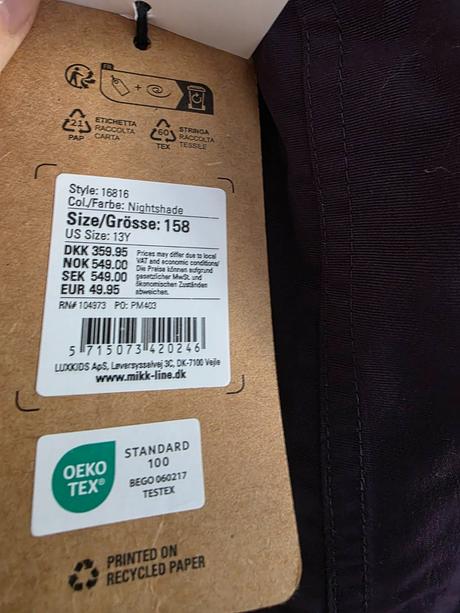 FR
+
21
PAP
ETICHETTA
RACCOLTA
CARTA
60
TEX
STRINGA
RACCOLTA
TESSILE
Style: 16816
Col./Farbe: Nightshade
Size/Grösse: 158
US Size: 13Y
DKK 359.95
NOK 549.00
SEK 549.00
EUR 49.95
Prices may differ due to local
VAT and economic conditions/
Die Preise können aufgrund
gesetzlicher MwSt. und
ökonomischen Zuständen
abweichen.
RN# 104973 PO: PM403
5 715073 420246
LUXKIDS ApS, Løversysselvej 3C, DK-7100 Vejle
www.mikk-line.dk
OEKO
TEX®
STANDARD
100
BEGO 060217
TESTEX
PRINTED ON
RECYCLED PAPER